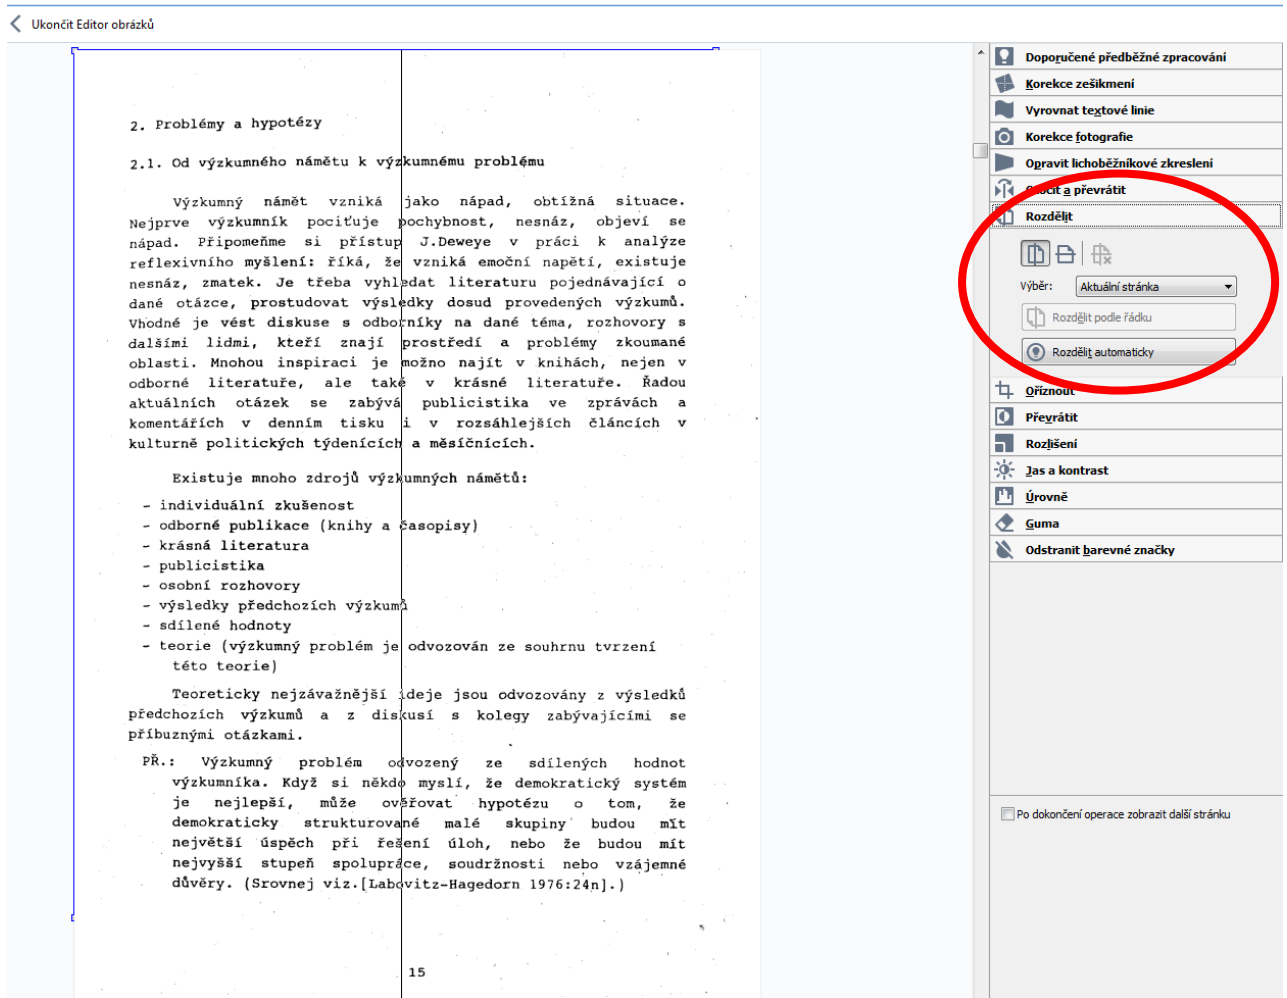 Ukončit Editor obrázků
2. Problémy a hypotézy
2.1. Od výzkumného námětu k výzkumnému problému
Výzkumný námět vzniká jako nápad, obtížná situace.
Nejprve výzkumník pociťuje pochybnost, nesnáz, objeví se
nápad. Připomeňme si přístup J.Deweye v práci k analýze
reflexivního myšlení: říká, že vzniká emoční napětí, existuje
nesnáz, zmatek. Je třeba vyhledat literaturu pojednávající o
dané otázce, prostudovat výsledky dosud provedených výzkumů.
Vhodné je vést diskuse s odborníky na dané téma, rozhovory s
dalšími lidmi, kteří znají prostředí a problémy zkoumané
oblasti. Mnohou inspiraci je možno najít v knihách, nejen v
odborné literatuře, ale také v krásné literatuře. Řadou
aktuálních otázek se zabývá publicistika ve zprávách a
komentářích v denním tisku i v rozsáhlejších článcích v
kulturně politických týdenících a měsíčnících.
Existuje mnoho zdrojů výzkumných námětů:
- individuální zkušenost
- odborné publikace (knihy a časopisy)
- krásná literatura
- publicistika
- osobní rozhovory
- výsledky předchozích výzkumů
- sdílené hodnoty
- teorie (výzkumný problém je odvozován ze souhrnu tvrzení
této teorie)
Teoreticky nejzávažnější ideje jsou odvozovány z výsledků
předchozích výzkumů a z diskusí s kolegy zabývajícími se
příbuznými otázkami.
PŘ.: Výzkumný problém odvozený ze sdílených hodnot
výzkumníka. Když si někdo myslí, že demokratický systém
je nejlepší, může ověřovat hypotézu o tom, že
demokraticky strukturované malé skupiny budou mít
největší úspěch při řešení úloh, nebo že budou mít
nejvyšší stupeň spolupráce, soudržnosti nebo vzájemné
důvěry. (Srovnej viz.[Labovitz-Hagedorn 1976:24n].)
15
Doporučené předběžné zpracování
Korekce zešikmení
Vyrovnat textové linie
Korekce fotografie
Opravit lichoběžníkové zkreslení
Otočit a převrátit
Rozdělit
Výběr: Aktuální stránka
Rozdělit podle řádku
Rozdělit automaticky
Oříznout
Převrátit
Rozlišení
Jas a kontrast
Úrovně
Guma
Odstranit barevné značky
Po dokončení operace zobrazit další stránku